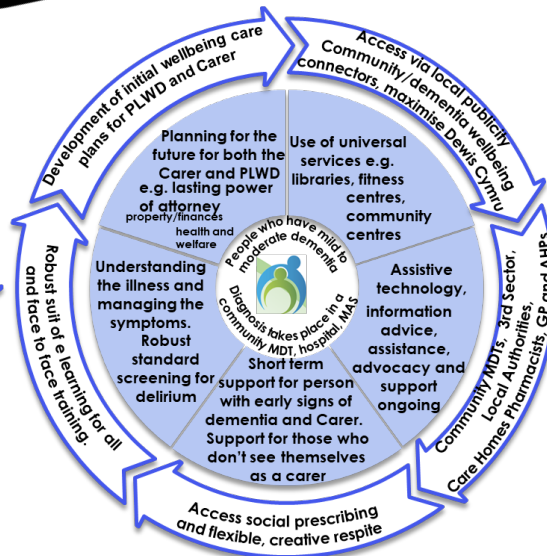 Development of initial wellbeing care
plans for PLWD and Carer
Access via local publicity
Community/dementia wellbeing
connectors, maximise Dewis Cymru
Community MDTs, 3rd Sector,
Local Authorities,
Care Homes Pharmacists, GP and AHPs
Access social prescribing
and flexible, creative respite
Robust suit of e learning for all
and face to face training.
Planning for the
future for both the
Carer and PLWD
e.g. lasting power
of attorney
property/finances
health and
welfare
Use of universal
services e.g.
libraries, fitness
centres,
community
centres
Assistive
technology,
information
advice,
assistance,
advocacy and
support
ongoing
Short term
support for person
with early signs of
dementia and Carer.
Support for those who
don't see themselves
as a carer
Understanding
the illness and
managing the
symptoms.
Robust
standard
screening for
delirium
People who have mild to
moderate dementia
Diagnosis takes place in a
community MDT, hospital, MAS